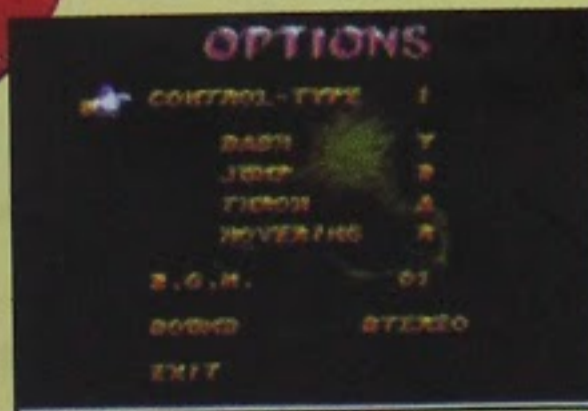 OPTIONS
CONTROL-TYPE 1
DASH Y
JUMP B
THROW A
HOVERING R
B.G.M. 01
SOUND STEREO
EXIT